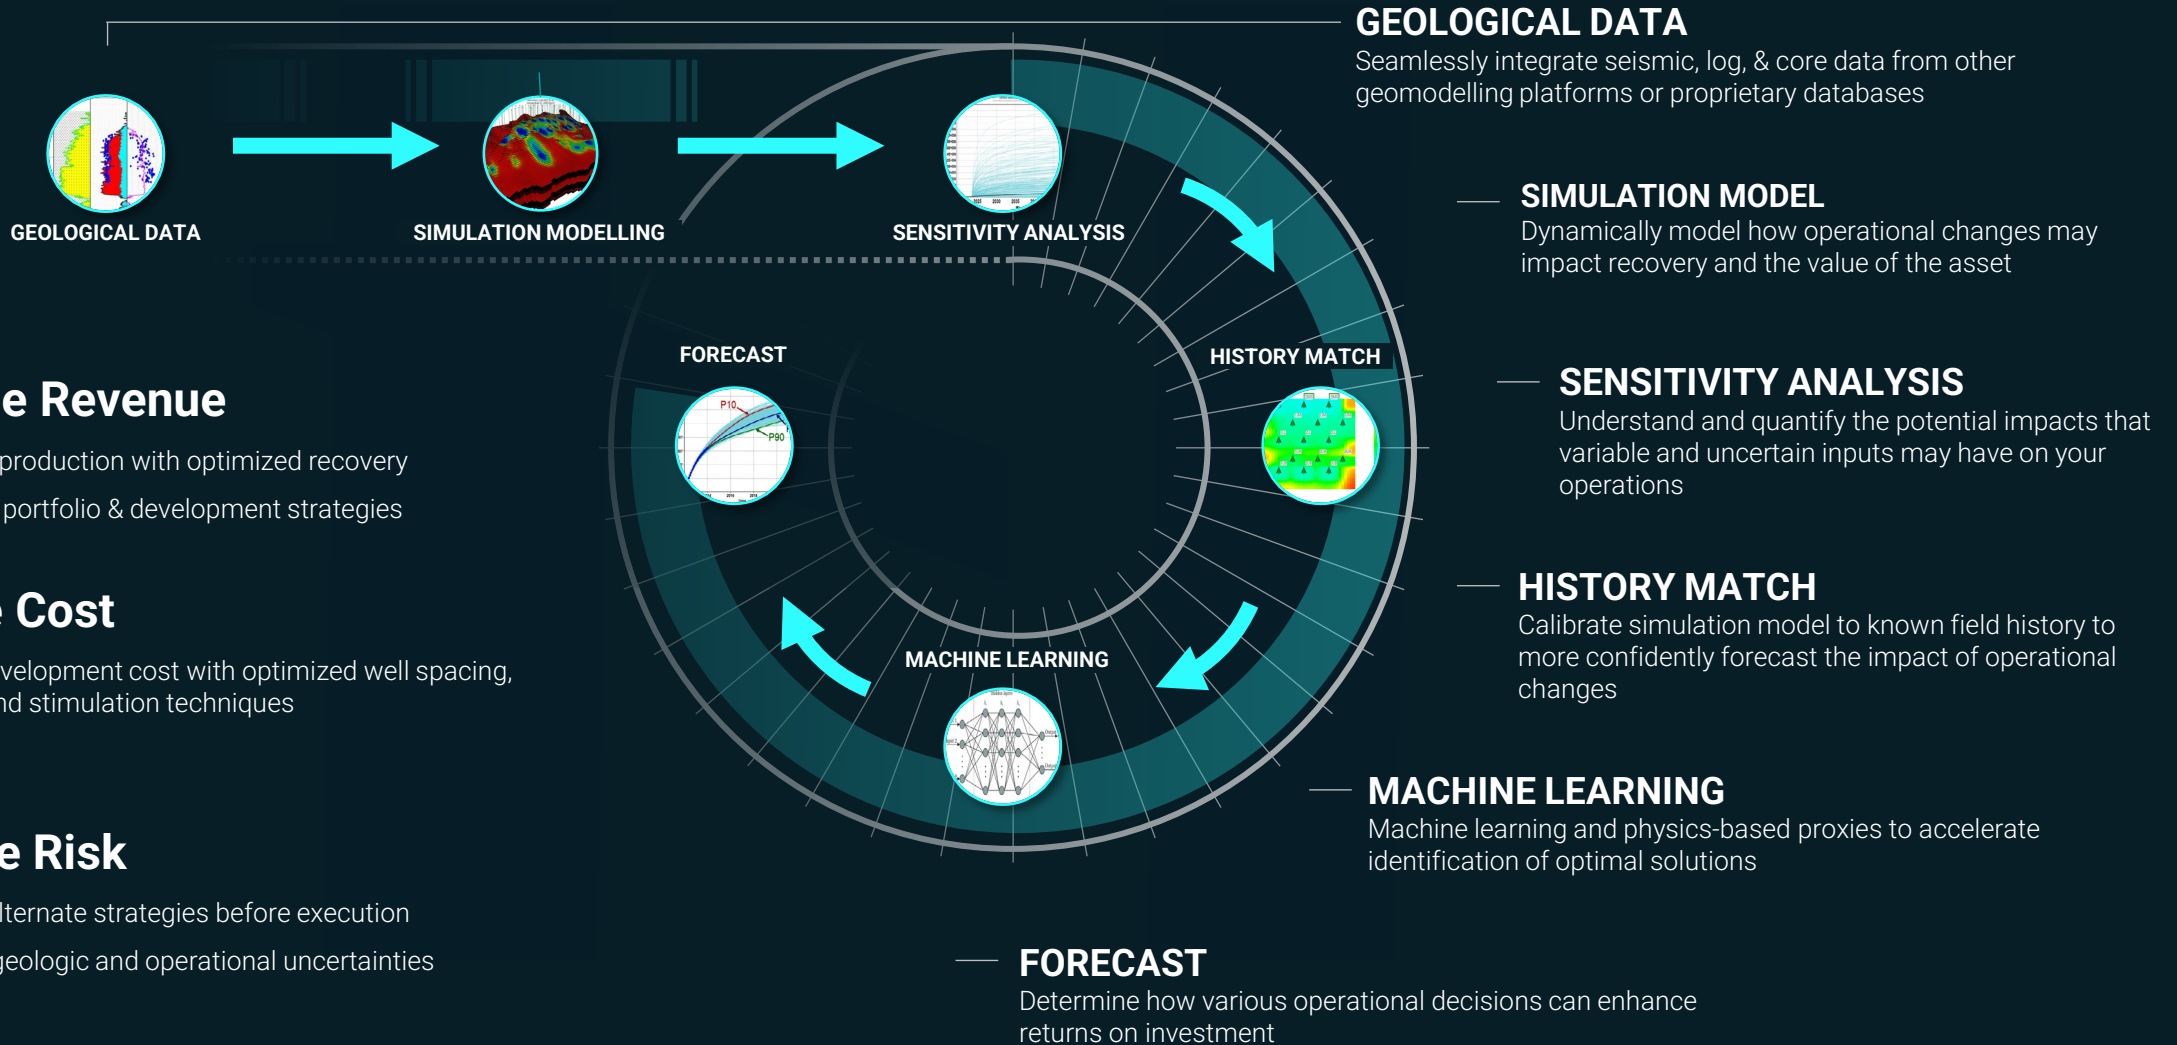 GEOLOGICAL DATA
Seamlessly integrate seismic, log, & core data from other
geomodelling platforms or proprietary databases
GEOLOGICAL DATA
SIMULATION MODELLING
SENSITIVITY ANALYSIS
SIMULATION MODEL
Dynamically model how operational changes may
impact recovery and the value of the asset
FORECAST
P10
P90
HISTORY MATCH
SENSITIVITY ANALYSIS
Understand and quantify the potential impacts that
variable and uncertain inputs may have on your
operations
e Revenue
production with optimized recovery
portfolio & development strategies
HISTORY MATCH
Calibrate simulation model to known field history to
more confidently forecast the impact of operational
changes
e Cost
velopment cost with optimized well spacing,
nd stimulation techniques
MACHINE LEARNING
MACHINE LEARNING
Machine learning and physics-based proxies to accelerate
identification of optimal solutions
e Risk
lternate strategies before execution
geologic and operational uncertainties
FORECAST
Determine how various operational decisions can enhance
returns on investment